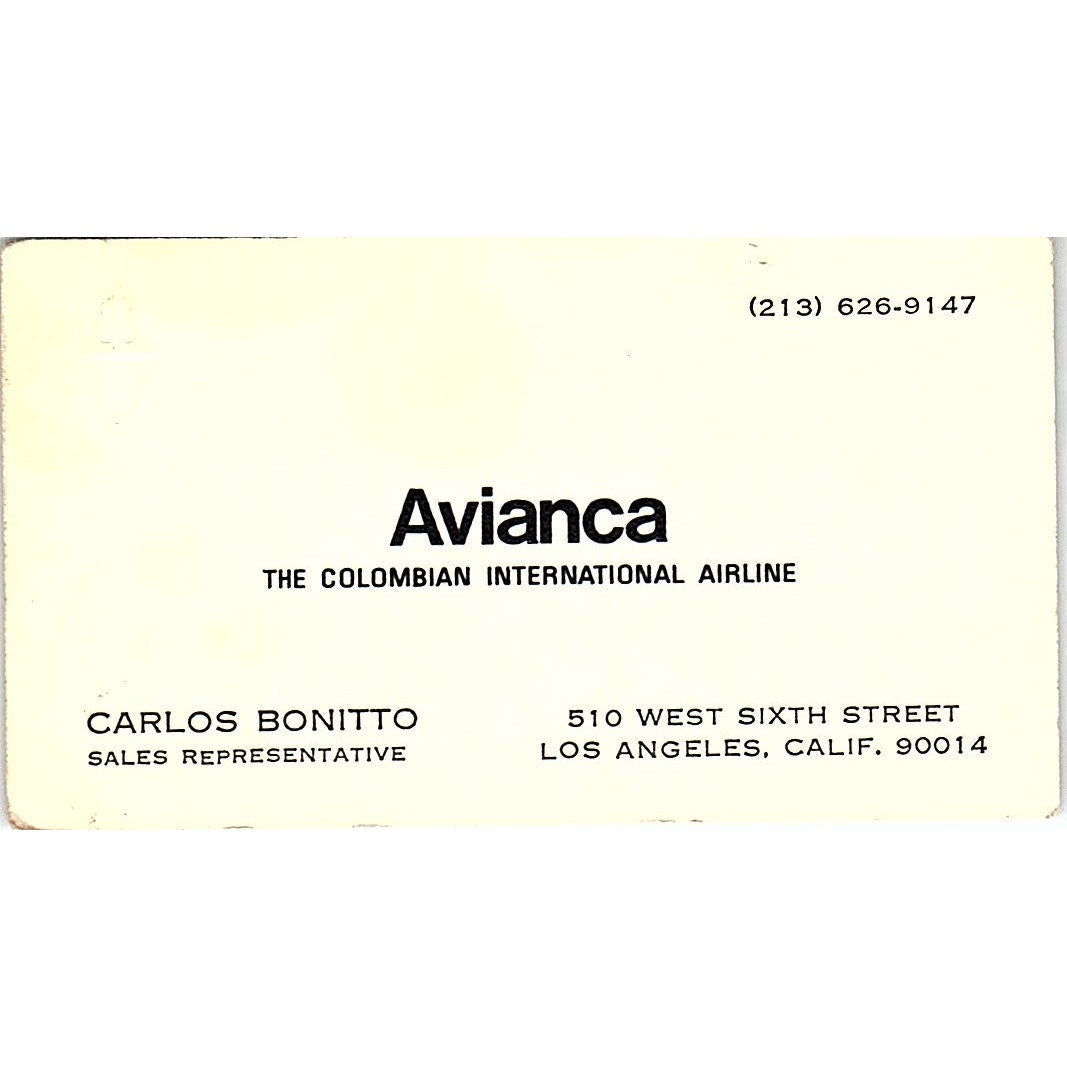 (213) 626-9147
Avianca
THE COLOMBIAN INTERNATIONAL AIRLINE
CARLOS BONITTO
SALES REPRESENTATIVE
510 WEST SIXTH STREET
LOS ANGELES, CALIF. 90014